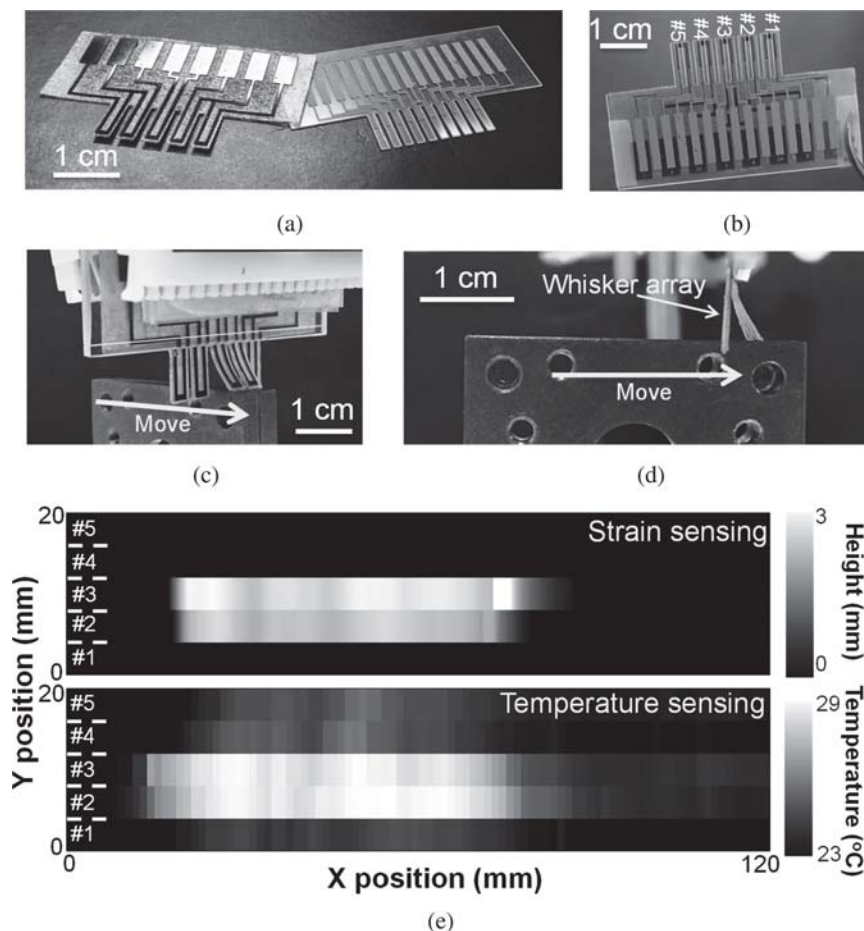 1 cm
(a)
1 cm
#5 #4 #3 #2 #1
(b)
Move
1 cm
(c)
1 cm
Whisker array
Move
(d)
20
#5
#4
#3
#2
#1
0
Strain sensing
3
0
Height (mm)
20
#5
#4
#3
#2
#1
0
Temperature sensing
29
23
Temperature (ºC)
Y position (mm)
0
120
X position (mm)
(e)